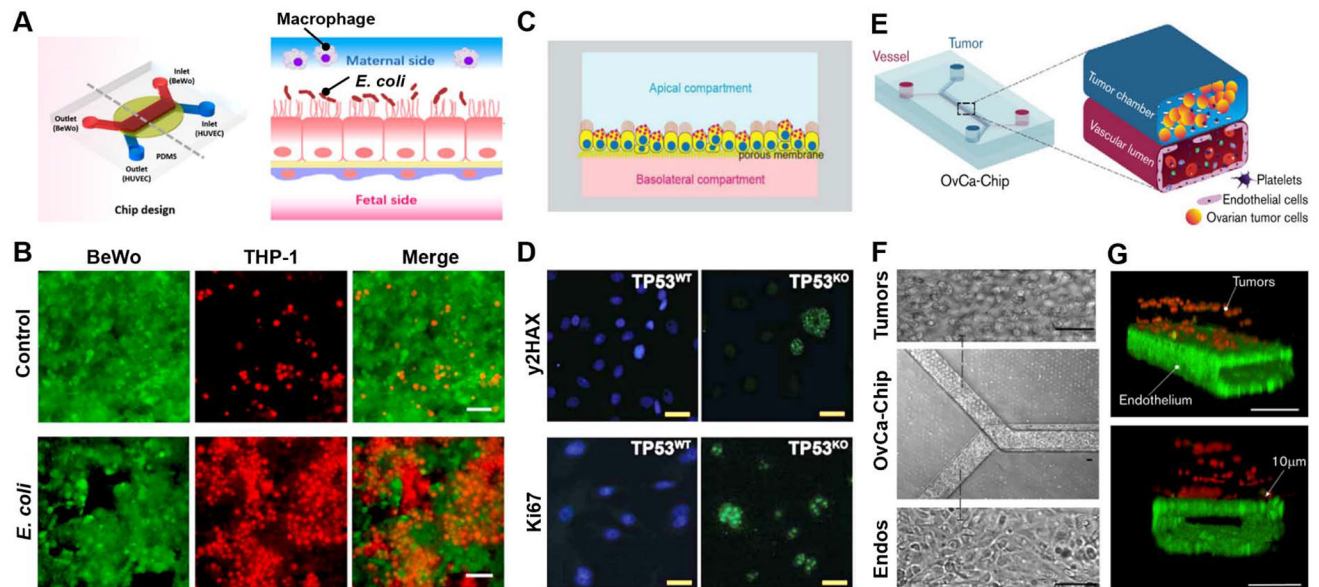 A
Inlet
(BeWo)
Outlet
(BeWo)
Inlet
(HUVEC)
PDMS
Outlet
(HUVEC)
Chip design
Macrophage
Maternal side
E. coli
Fetal side
C
Apical compartment
porous membrane
Basolateral compartment
E
Vessel
Tumor
OvCa-Chip
Tumor chamber
Vascular lumen
Platelets
Endothelial cells
Ovarian tumor cells
B
BeWo
THP-1
Merge
Control
E. coli
D
TP53WT
TP53KO
y2HAX
TP53WT
TP53KO
Ki67
F
Tumors
OvCa-Chip
Endos
G
Tumors
Endothelium
10μm